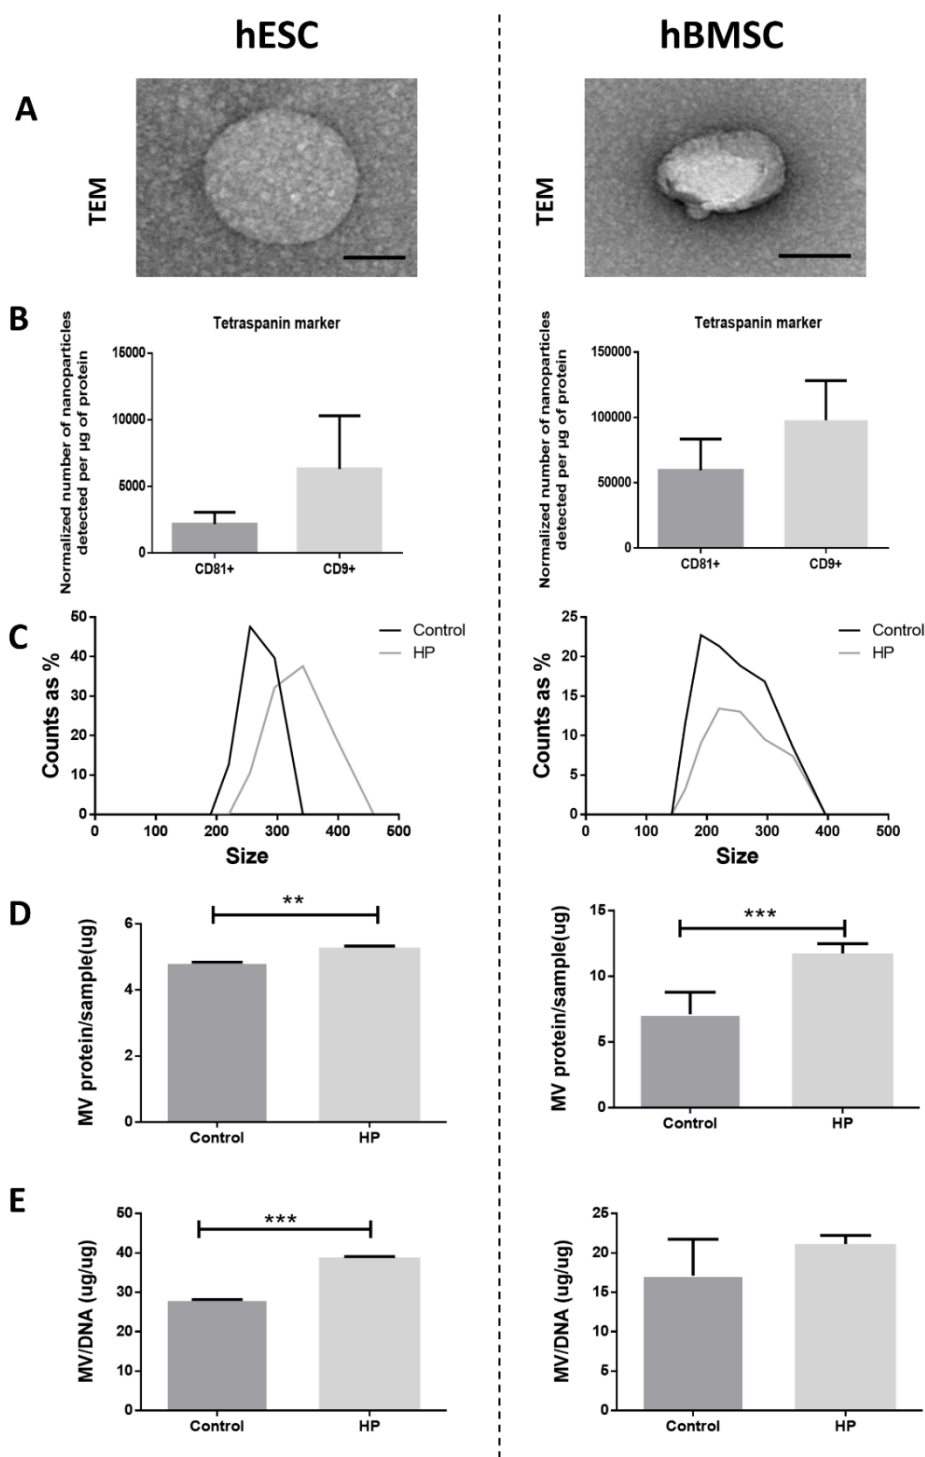 hESC
hBMSC
A
TEM
TEM
B
Tetraspanin marker
Normalized number of nanoparticles
detected per µg of protein
15000
10000
5000
0
CD81+ CD9+
Tetraspanin marker
Normalized number of nanoparticles
detected per µg of protein
150000
100000
50000
0
CD81+ CD9+
C
Counts as %
50
40
30
20
10
0
0 100 200 300 400 500
Size
Control
HP
Counts as %
25
20
15
10
5
0
0 100 200 300 400 500
Size
Control
HP
D
MV protein/sample(ug)
6
4
2
0
**
Control HP
MV protein/sample(ug)
15
10
5
0
***
Control HP
E
MV/DNA (ug/ug)
50
40
30
20
10
0
***
Control HP
MV/DNA (ug/ug)
25
20
15
10
5
0
Control HP